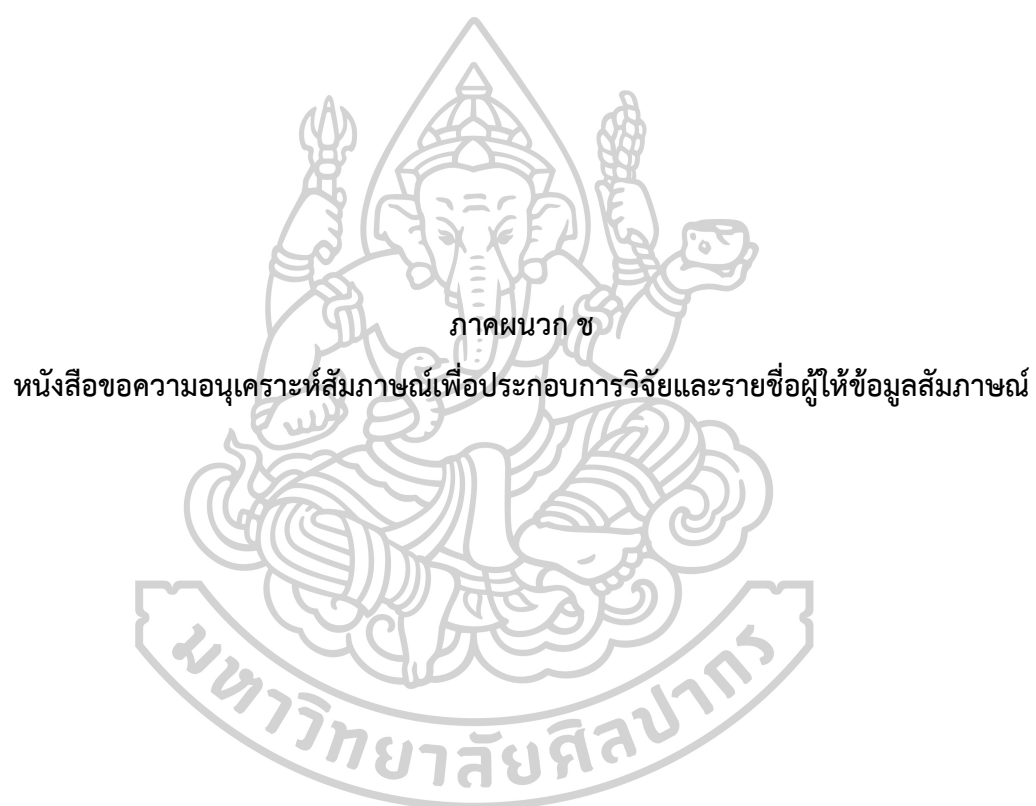 ภาคผนวก ช
หนังสือขอความอนุเคราะห์สัมภาษณ์เพื่อประกอบการวิจัยและรายชื่อผู้ให้ข้อมูลสัมภาษณ์
มหาวิทยาลัยศิลปากร